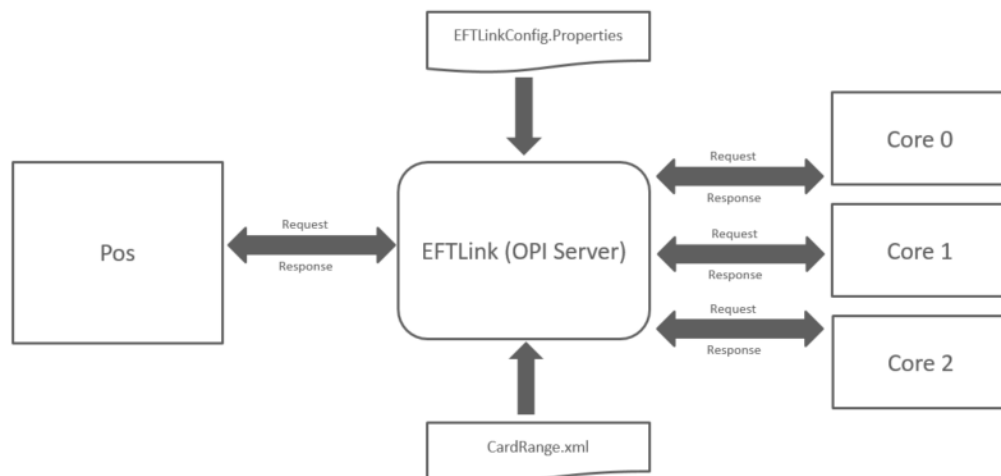 EFTLinkConfig.Properties
Pos
Request
Response
EFTLink (OPI Server)
Request
Response
Core 0
Request
Response
Core 1
Request
Response
Core 2
CardRange.xml